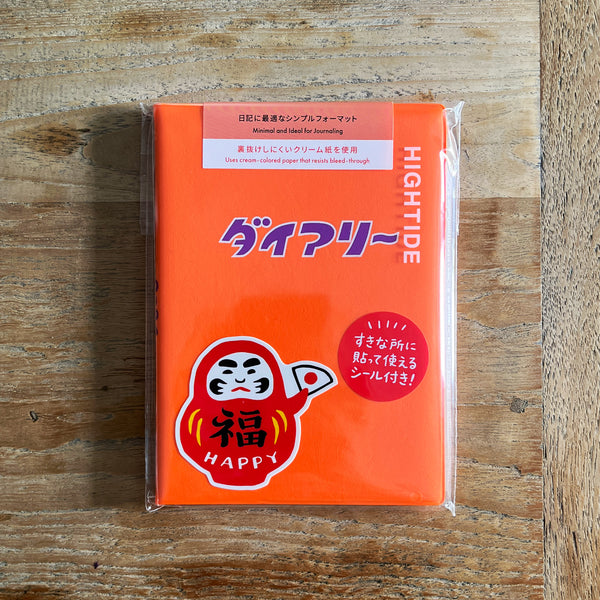 日記に最適なシンプルフォーマット
Minimal and Ideal for Journaling
裏抜けしにくいクリーム紙を使用
Uses cream-colored paper that resists bleed-through
HIGHTIDE
ダイアリー
すきな所に
貼って使える
シール付き!
福
HAPPY